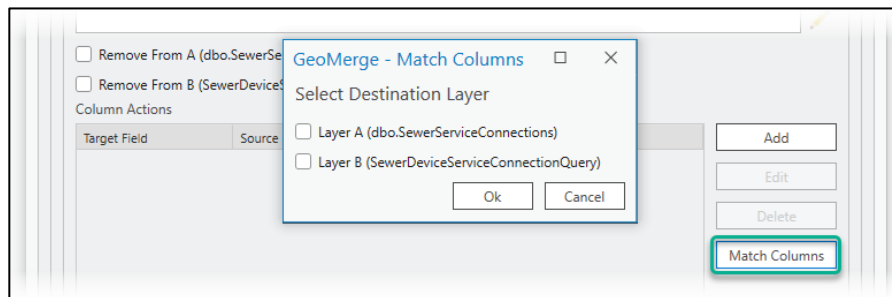 Remove From A (dbo.SewerSe
Remove From B (SewerDeviceS
Column Actions
Target Field
Source
GeoMerge - Match Columns
Select Destination Layer
Layer A (dbo.SewerServiceConnections)
Layer B (SewerDeviceServiceConnectionQuery)
Ok
Cancel
Add
Edit
Delete
Match Columns